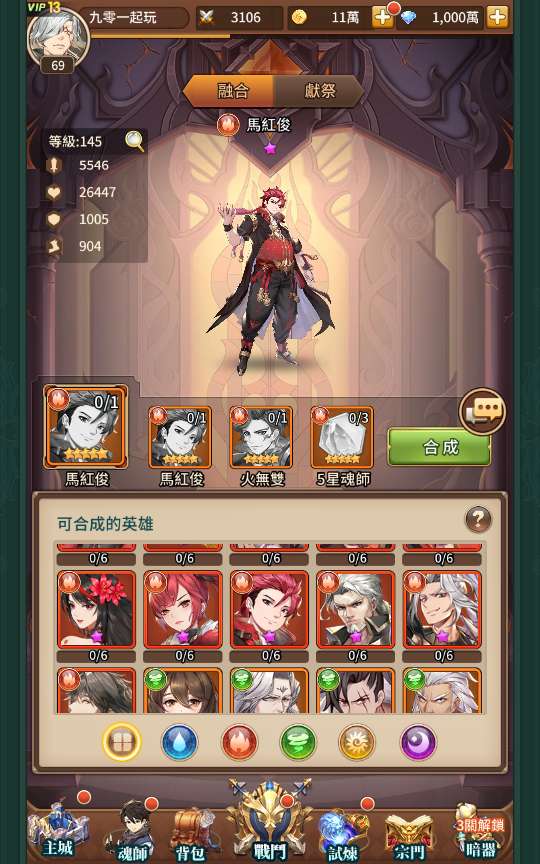 VIP 13
九零一起玩
3106
11萬
1,000萬
69
融合
獻祭
馬紅俊
等級:145
5546
26447
1005
904
0/1
0/1
0/1
0/3
馬紅俊
馬紅俊
火無雙
5星魂師
合成
可合成的英雄
?
0/6
0/6
0/6
0/6
0/6
0/6
0/6
0/6
0/6
0/6
主城
魂師
背包
戰鬥
試煉
宗門
3關解鎖
暗器